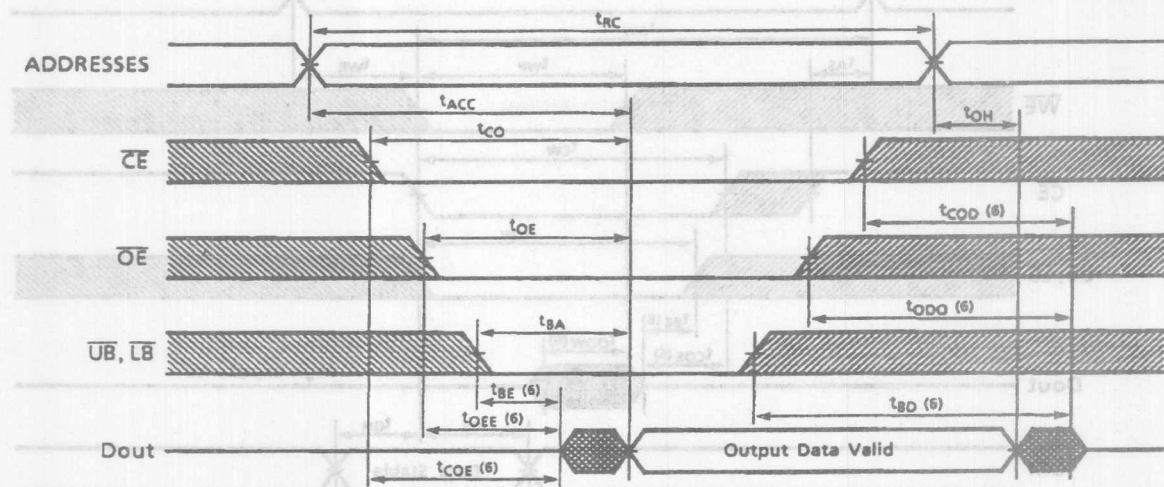 tRC
ADDRESSES
tACC
tOH
tCO
CE
tCOD (6)
tOE
OE
tODO (6)
tBA
UB, LB
tBE (6)
tBD (6)
tOEE (6)
Dout
Output Data Valid
tCOE (6)